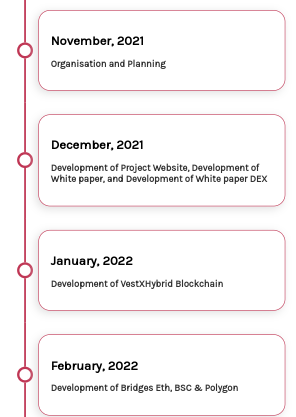 November, 2021
Organisation and Planning
December, 2021
Development of Project Website, Development of
White paper, and Development of White paper DEX
January, 2022
Development of VestXHybrid Blockchain
February, 2022
Development of Bridges Eth, BSC & Polygon